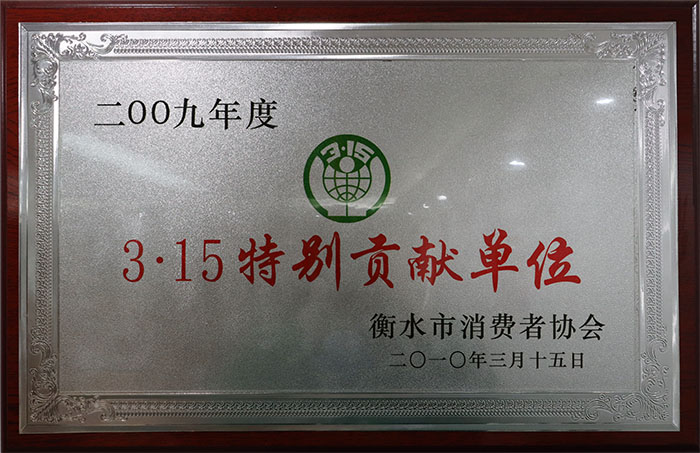 二00九年度
3·15
3·15特别贡献单位
衡水市消费者协会
二〇一〇年三月十五日